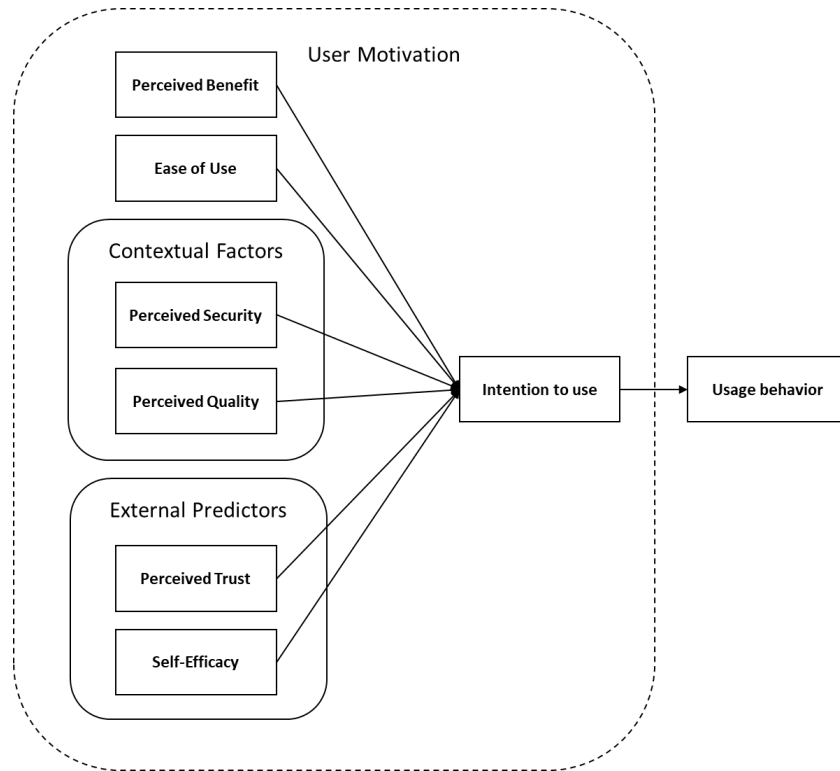 User Motivation
Perceived Benefit
Ease of Use
Contextual Factors
Perceived Security
Perceived Quality
Intention to use
Usage behavior
External Predictors
Perceived Trust
Self-Efficacy